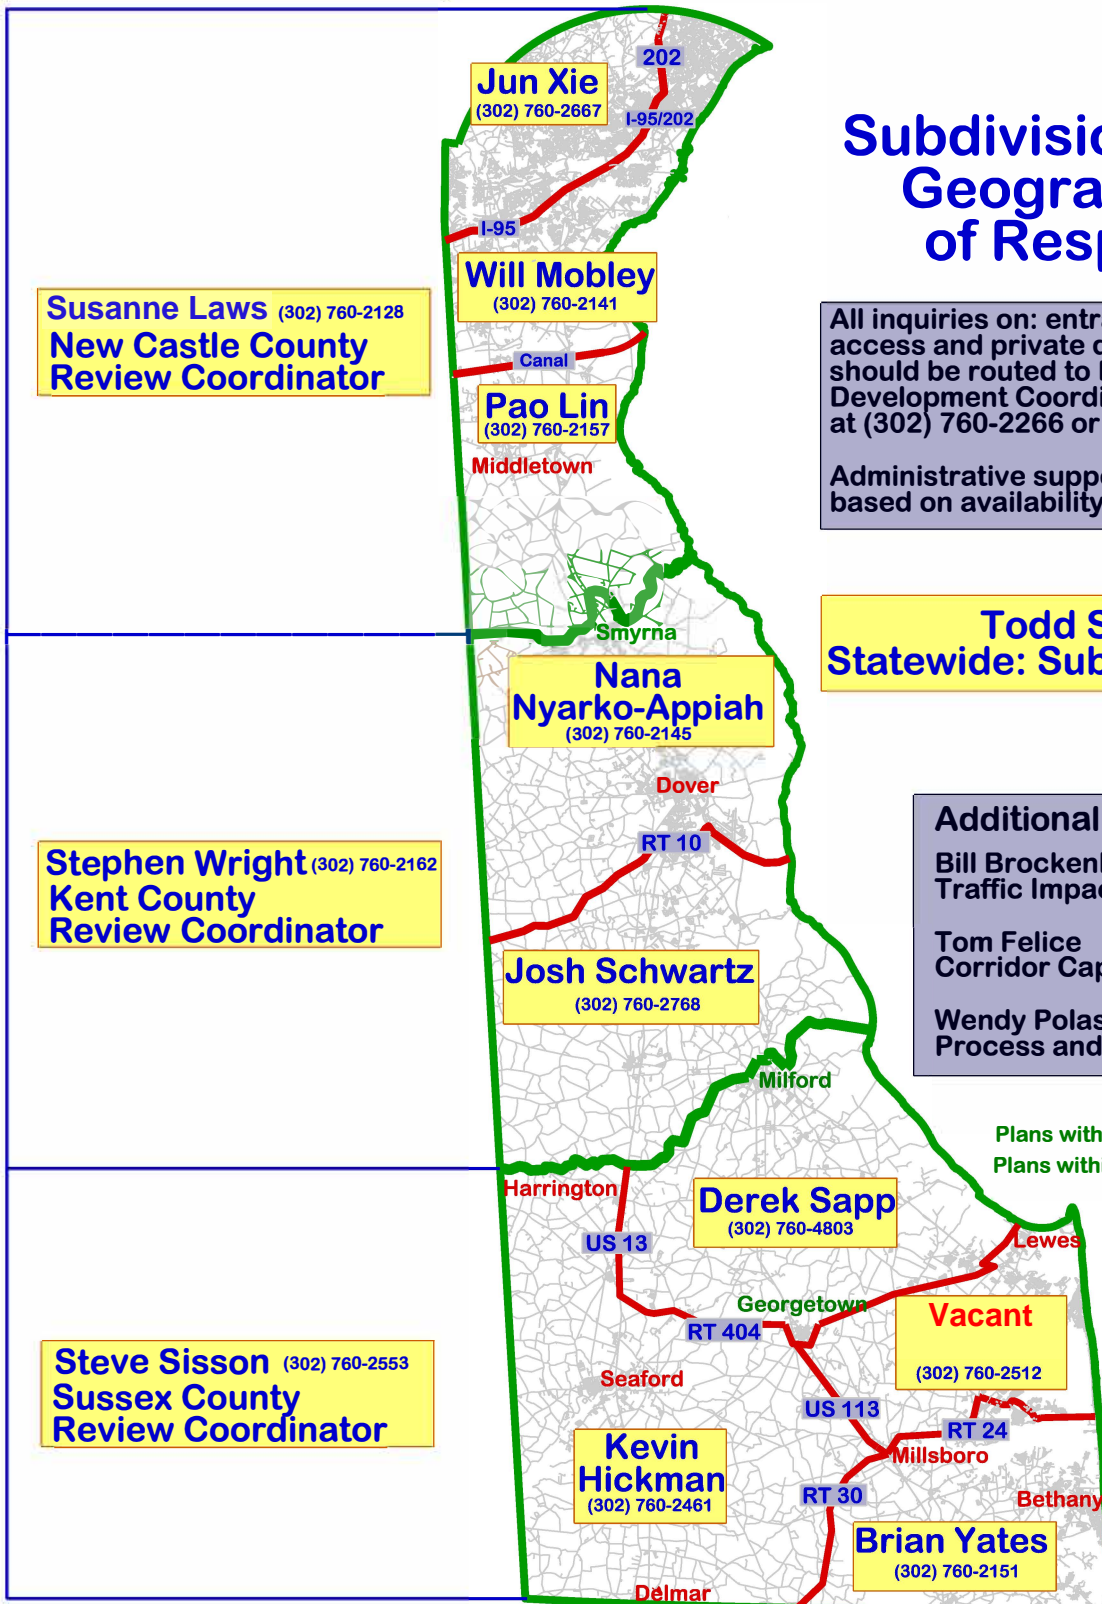 202
Jun Xie
(302) 760-2667
I-95/202
I-95
Will Mobley
(302) 760-2141
Canal
Pao Lin
(302) 760-2157
Middletown
Susanne Laws (302) 760-2128
New Castle County
Review Coordinator
Smyrna
Nana
Nyarko-Appiah
(302) 760-2145
Dover
RT 10
Stephen Wright (302) 760-2162
Kent County
Review Coordinator
Josh Schwartz
(302) 760-2768
Milford
Harrington
US 13
Derek Sapp
(302) 760-4803
Lewes
Georgetown
RT 404
Vacant
(302) 760-2512
Seaford
US 113
RT 24
Millsboro
Steve Sisson (302) 760-2553
Sussex County
Review Coordinator
Kevin
Hickman
(302) 760-2461
RT 30
Bethany
Brian Yates
(302) 760-2151
Delmar
Subdivisio
Geogra
of Resp
All inquiries on: entra
access and private
should be routed to
Development Coordi
at (302) 760-2266 or
Administrative suppo
based on availability
Todd S
Statewide: Sub
Additional
Bill Brocken
Traffic Impac
Tom Felice
Corridor Cap
Wendy Polas
Process and
Plans with
Plans with